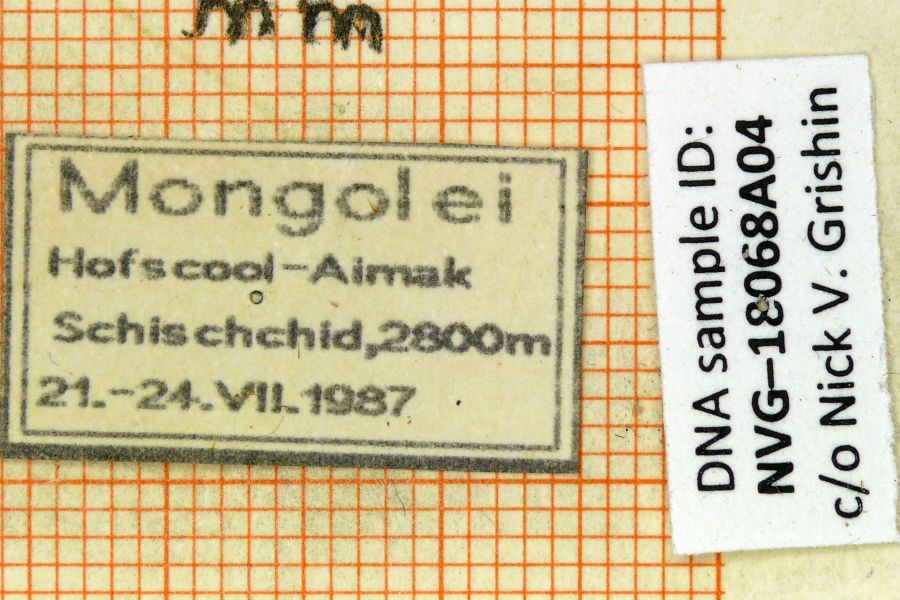 mm
Mongolei
Hofscool-Aimak
Schischchid,2800m
21.-24.VII.1987
DNA sample ID:
NVG-18068A04
c/o Nick V. Grishin